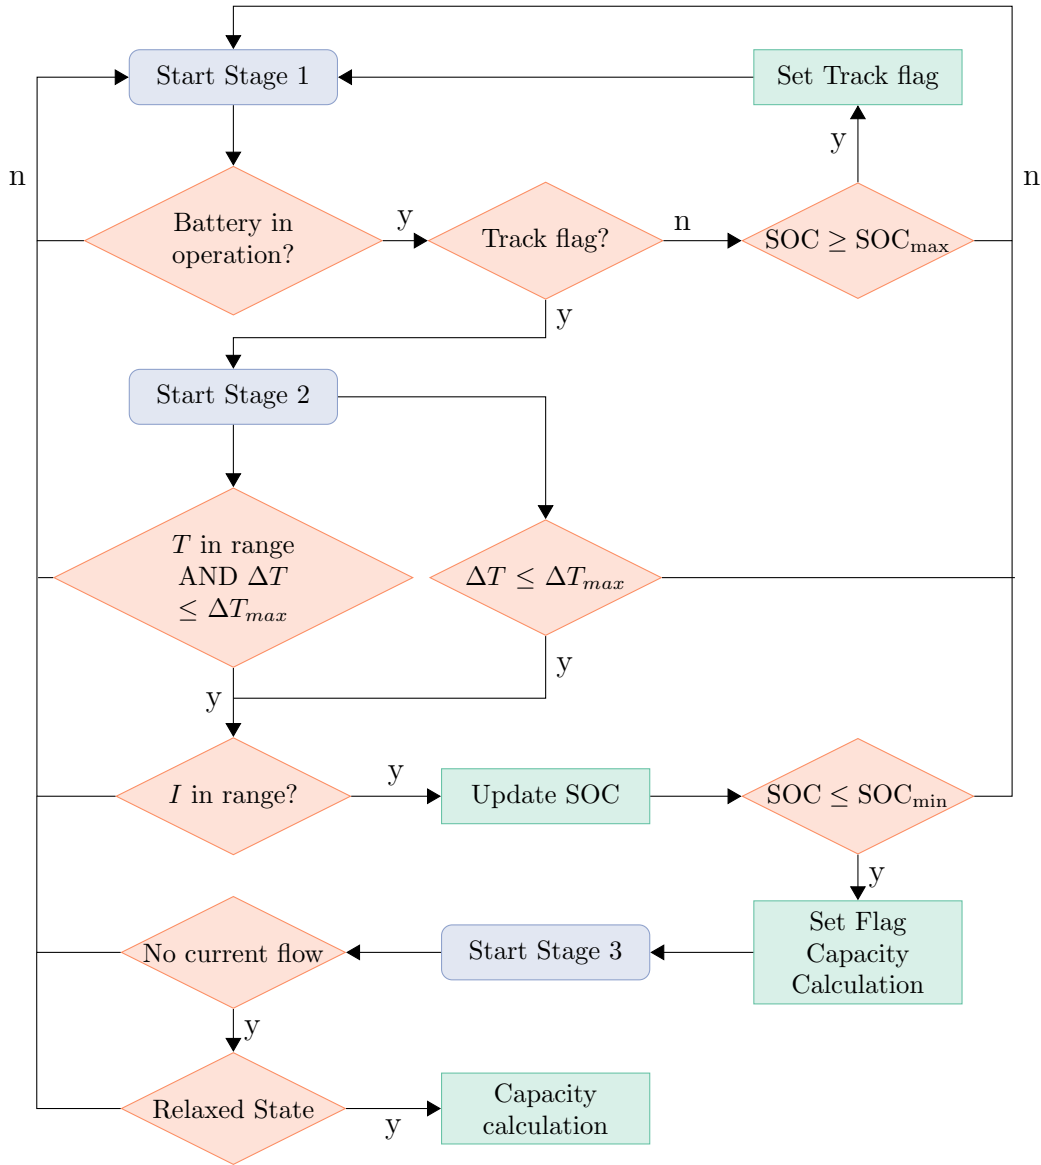 Start Stage 1
Set Track flag
y
n
n
Battery in
operation?
y
Track flag?
n
SOC ≥ SOCmax
y
Start Stage 2
T in range
AND ΔT
≤ ΔTmax
ΔT ≤ ΔTmax
y
y
I in range?
y
Update SOC
SOC ≤ SOCmin
y
Set Flag
Capacity
Calculation
Start Stage 3
No current flow
y
Relaxed State
y
Capacity
calculation